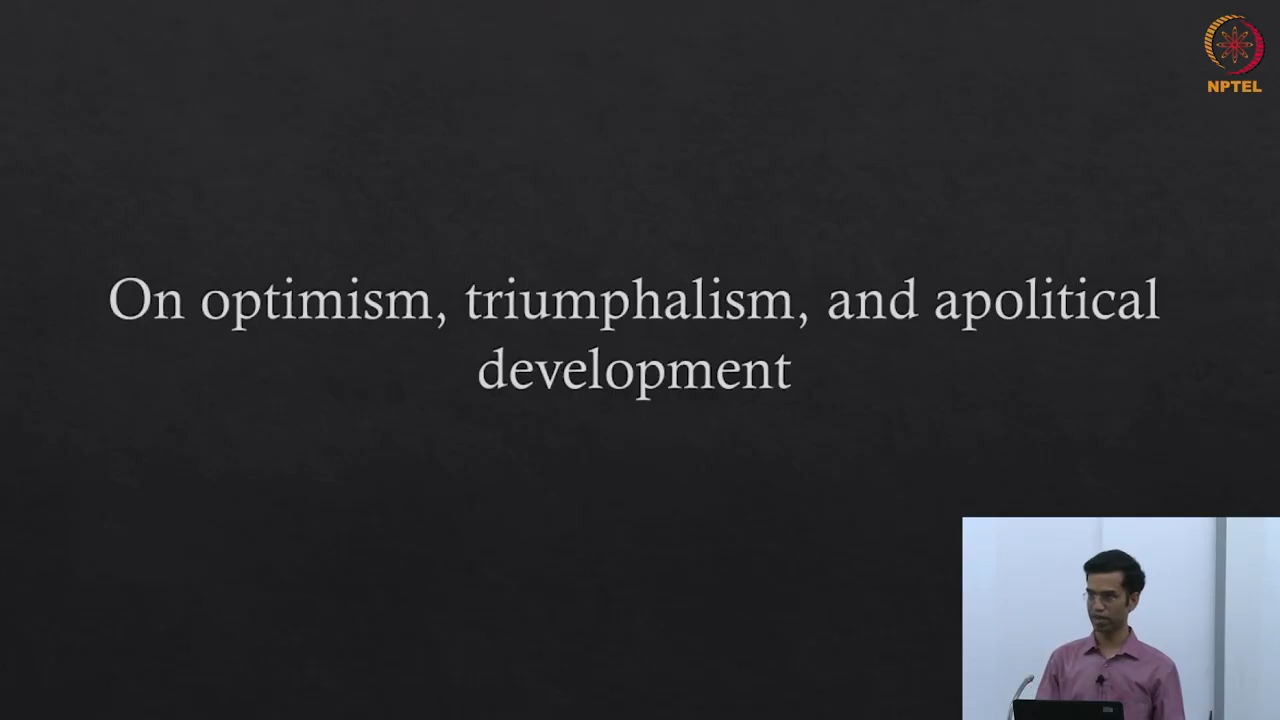 NPTEL
On optimism, triumphalism, and apolitical
development